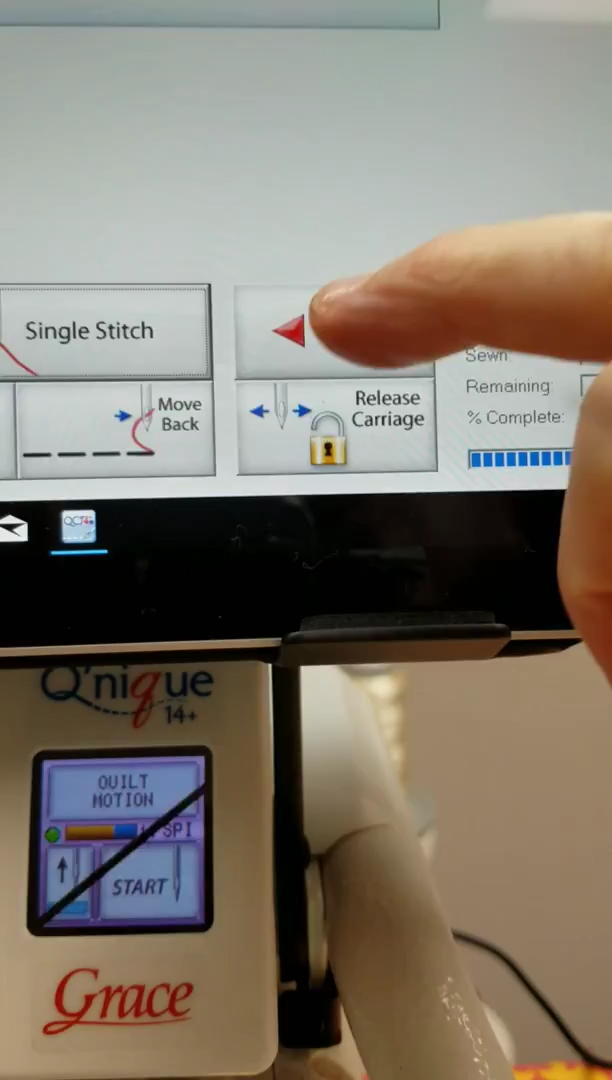 Single Stitch
Sewn:
Remaining:
Move
Back
Release
Carriage
% Complete:
Q'nique
14+
QUILT
MOTION
SPI
START
Grace